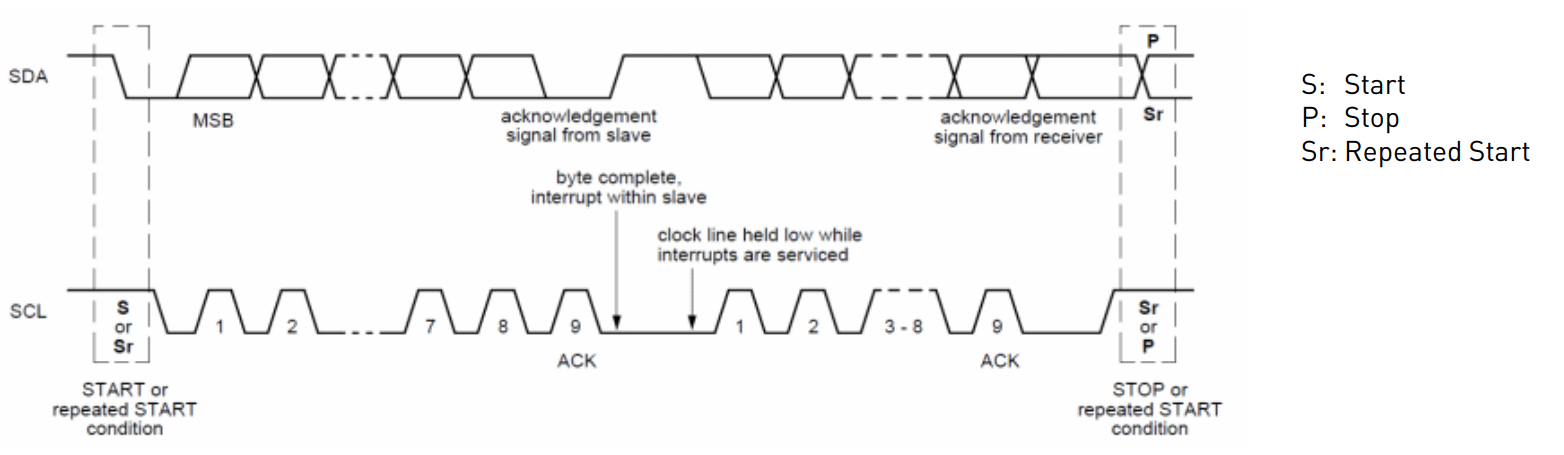 SDA
MSB
acknowledgement
signal from slave
acknowledgement
signal from receiver
P
Sr
S: Start
P: Stop
Sr: Repeated Start
byte complete,
interrupt within slave
clock line held low while
interrupts are serviced
SCL
S
or
Sr
1
2
7
8
9
ACK
1
2
3 - 8
9
ACK
Sr
or
P
START or
repeated START
condition
STOP or
repeated START
condition